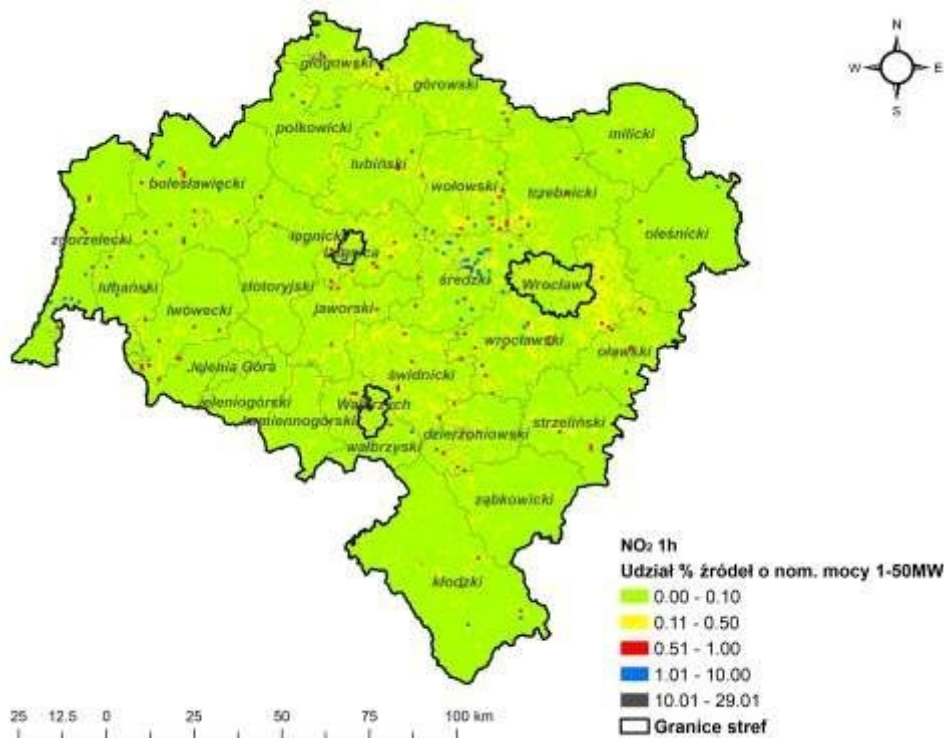 N
W E
S
głogowski
górowski
polkowicki
milicki
lubiński
bolesławiecki
wołowski
trzebnicki
oleśnicki
zgorzelecki
legnicki
Legnica
średzki
Wrocław
lubański
złotoryjski
lwówecki
jaworski
wrocławski
oławski
Jelenia Góra
świdnicki
jeleniogórski
Wałbrzych
kamiennogórski
strzeliński
dzierżoniowski
wałbrzyski
ząbkowicki
kłodzki
NO₂ 1h
Udział % źródeł o nom. mocy 1-50MW
0.00 - 0.10
0.11 - 0.50
0.51 - 1.00
1.01 - 10.00
10.01 - 29.01
Granice stref
25 12.5 0 25 50 75 100 km